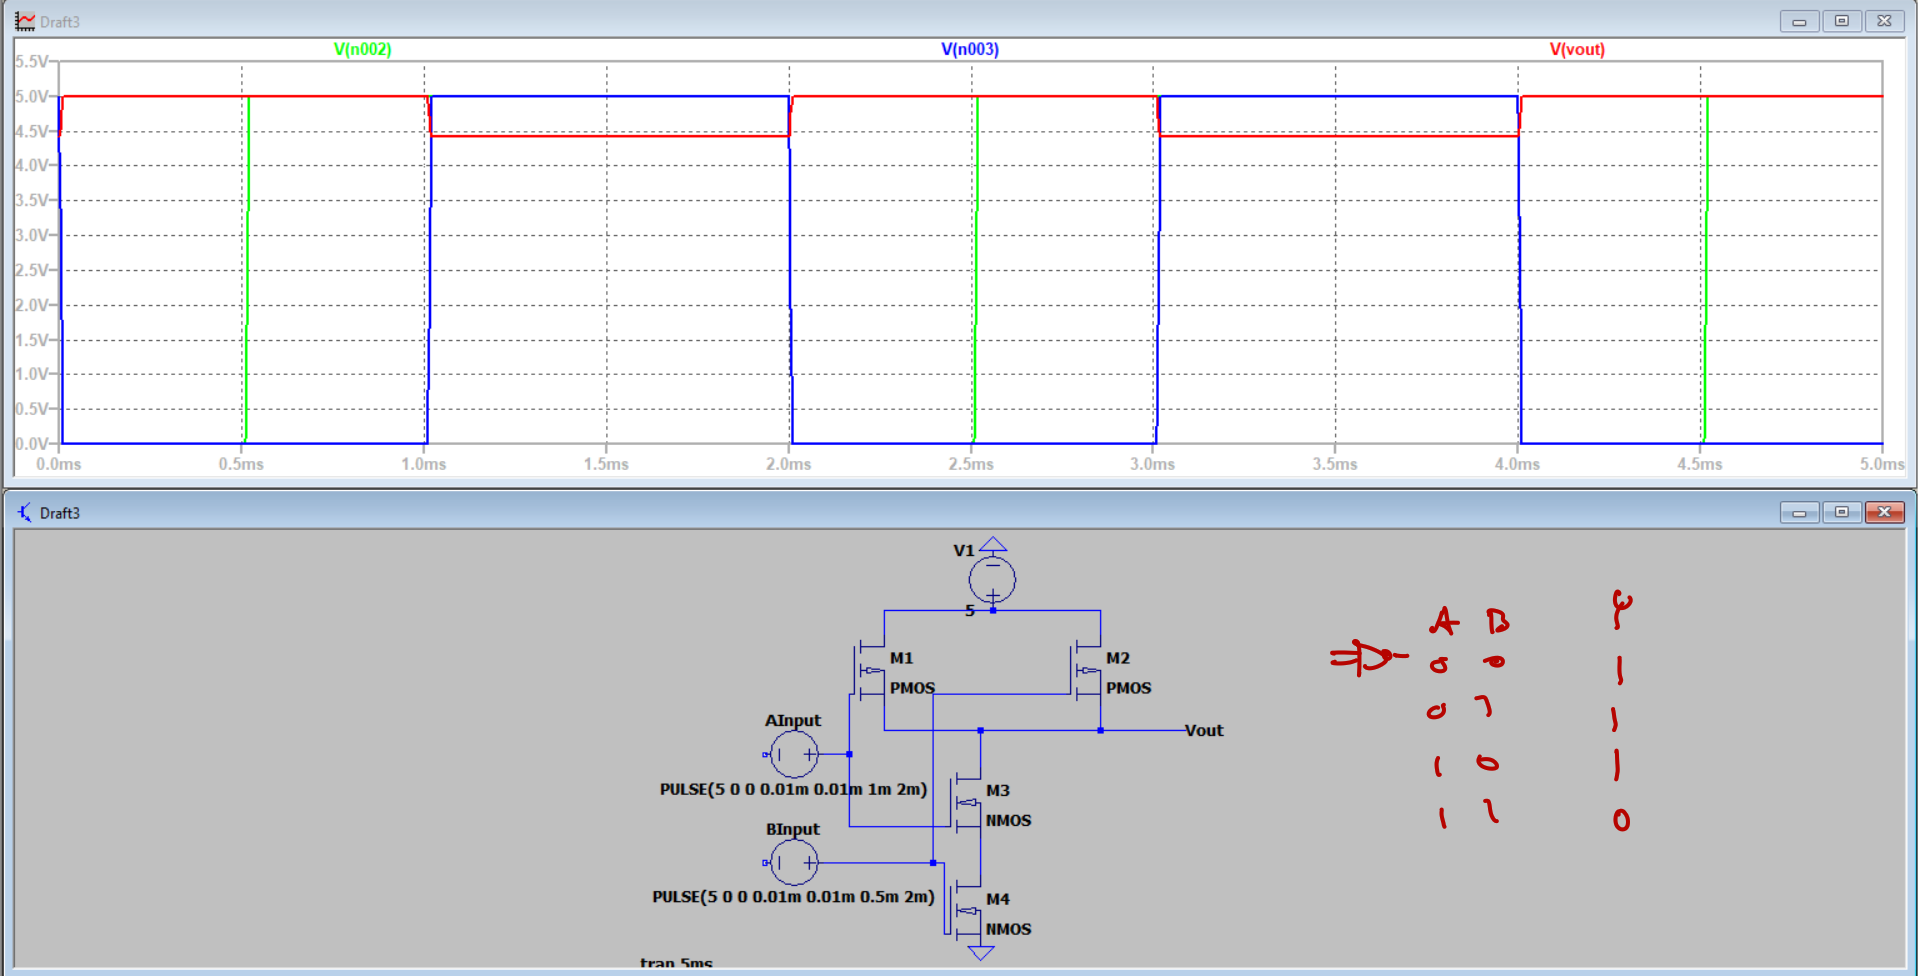 Draft3
V(n002) V(n003) V(vout)
5.5V
5.0V
4.5V
4.0V
3.5V
3.0V
2.5V
2.0V
1.5V
1.0V
0.5V
0.0V
0.0ms 0.5ms 1.0ms 1.5ms 2.0ms 2.5ms 3.0ms 3.5ms 4.0ms 4.5ms 5.0ms
Draft3
V1
5
M1 M2
PMOS PMOS
AInput
Vout
PULSE(5 0 0 0.01m 0.01m 1m 2m)
M3
NMOS
BInput
PULSE(5 0 0 0.01m 0.01m 0.5m 2m)
M4
NMOS
tran 5ms
A B Y
0 0 1
0 1 1
1 0 1
1 1 0